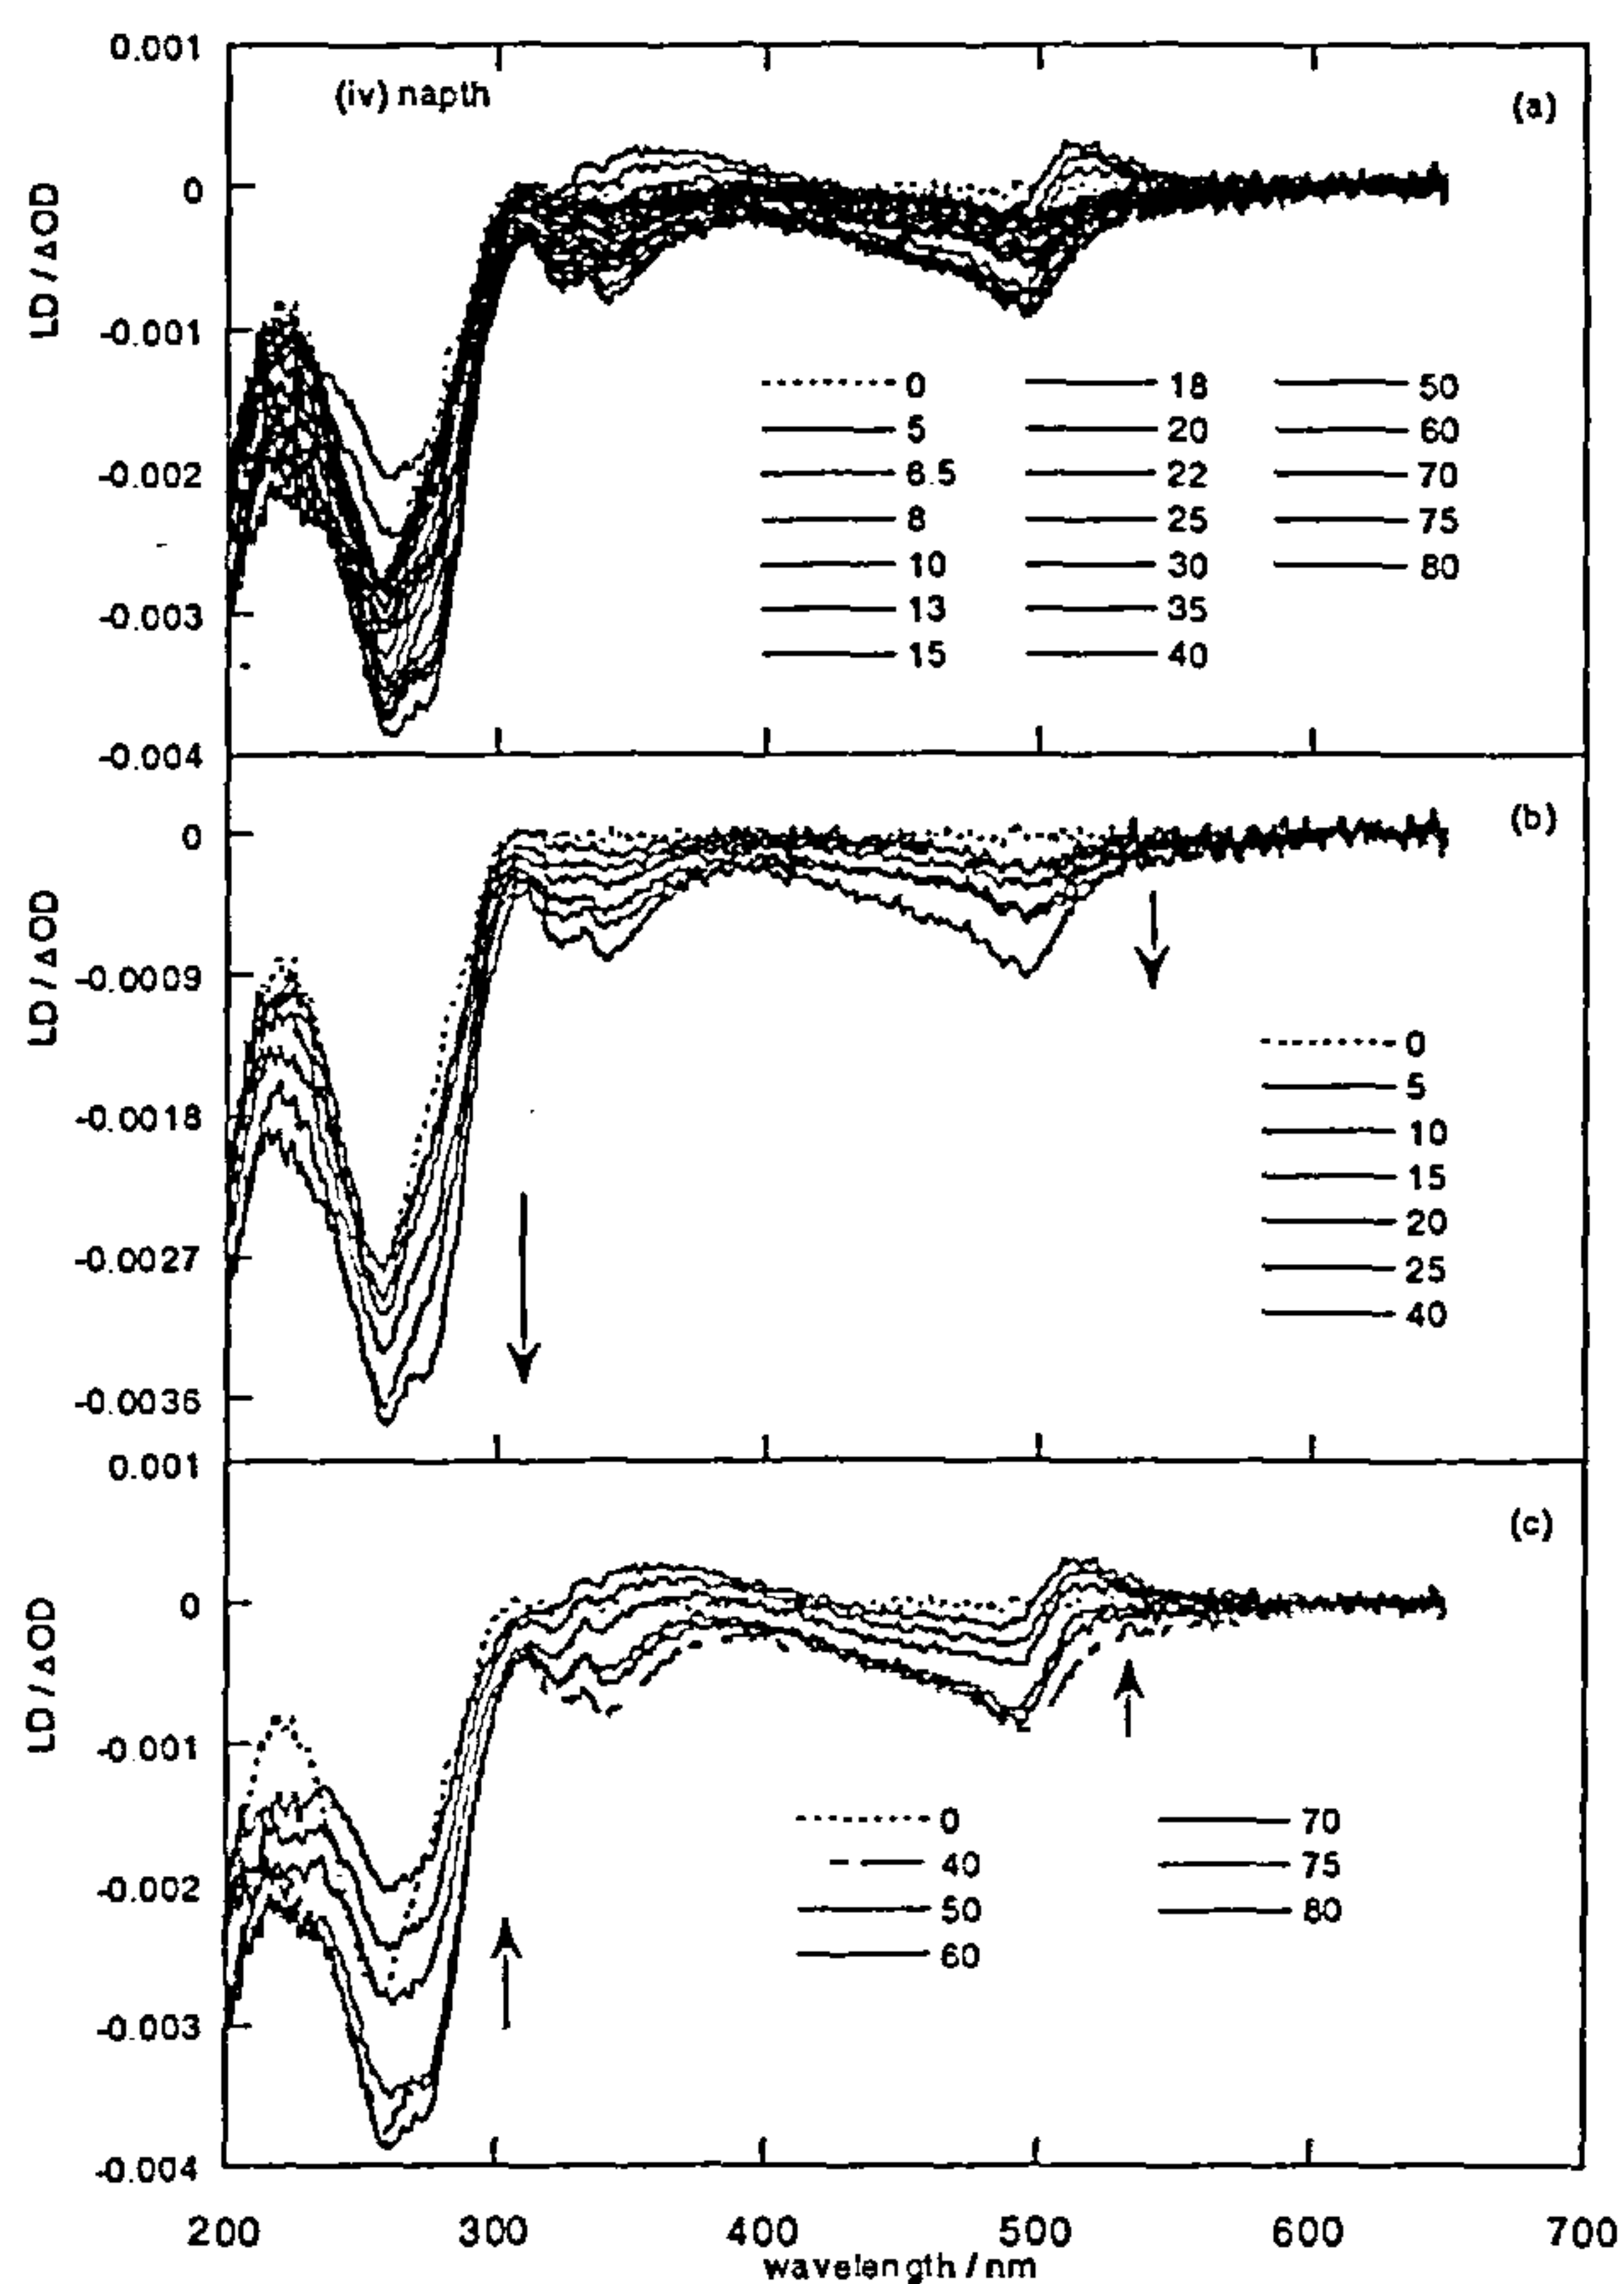 (iv) napth
(a)
0.001
0
-0.001
-0.002
-0.003
-0.004
LD / ΔOD
0 18 50
5 20 60
6.5 22 70
8 25 75
10 30 80
13 35
15 40
(b)
0
-0.0009
-0.0018
-0.0027
-0.0036
LD / ΔOD
0
5
10
15
20
25
40
(c)
0.001
0
-0.001
-0.002
-0.003
-0.004
LD / ΔOD
0 70
40 75
50 80
60
200 300 400 500 600 700
wavelength / nm